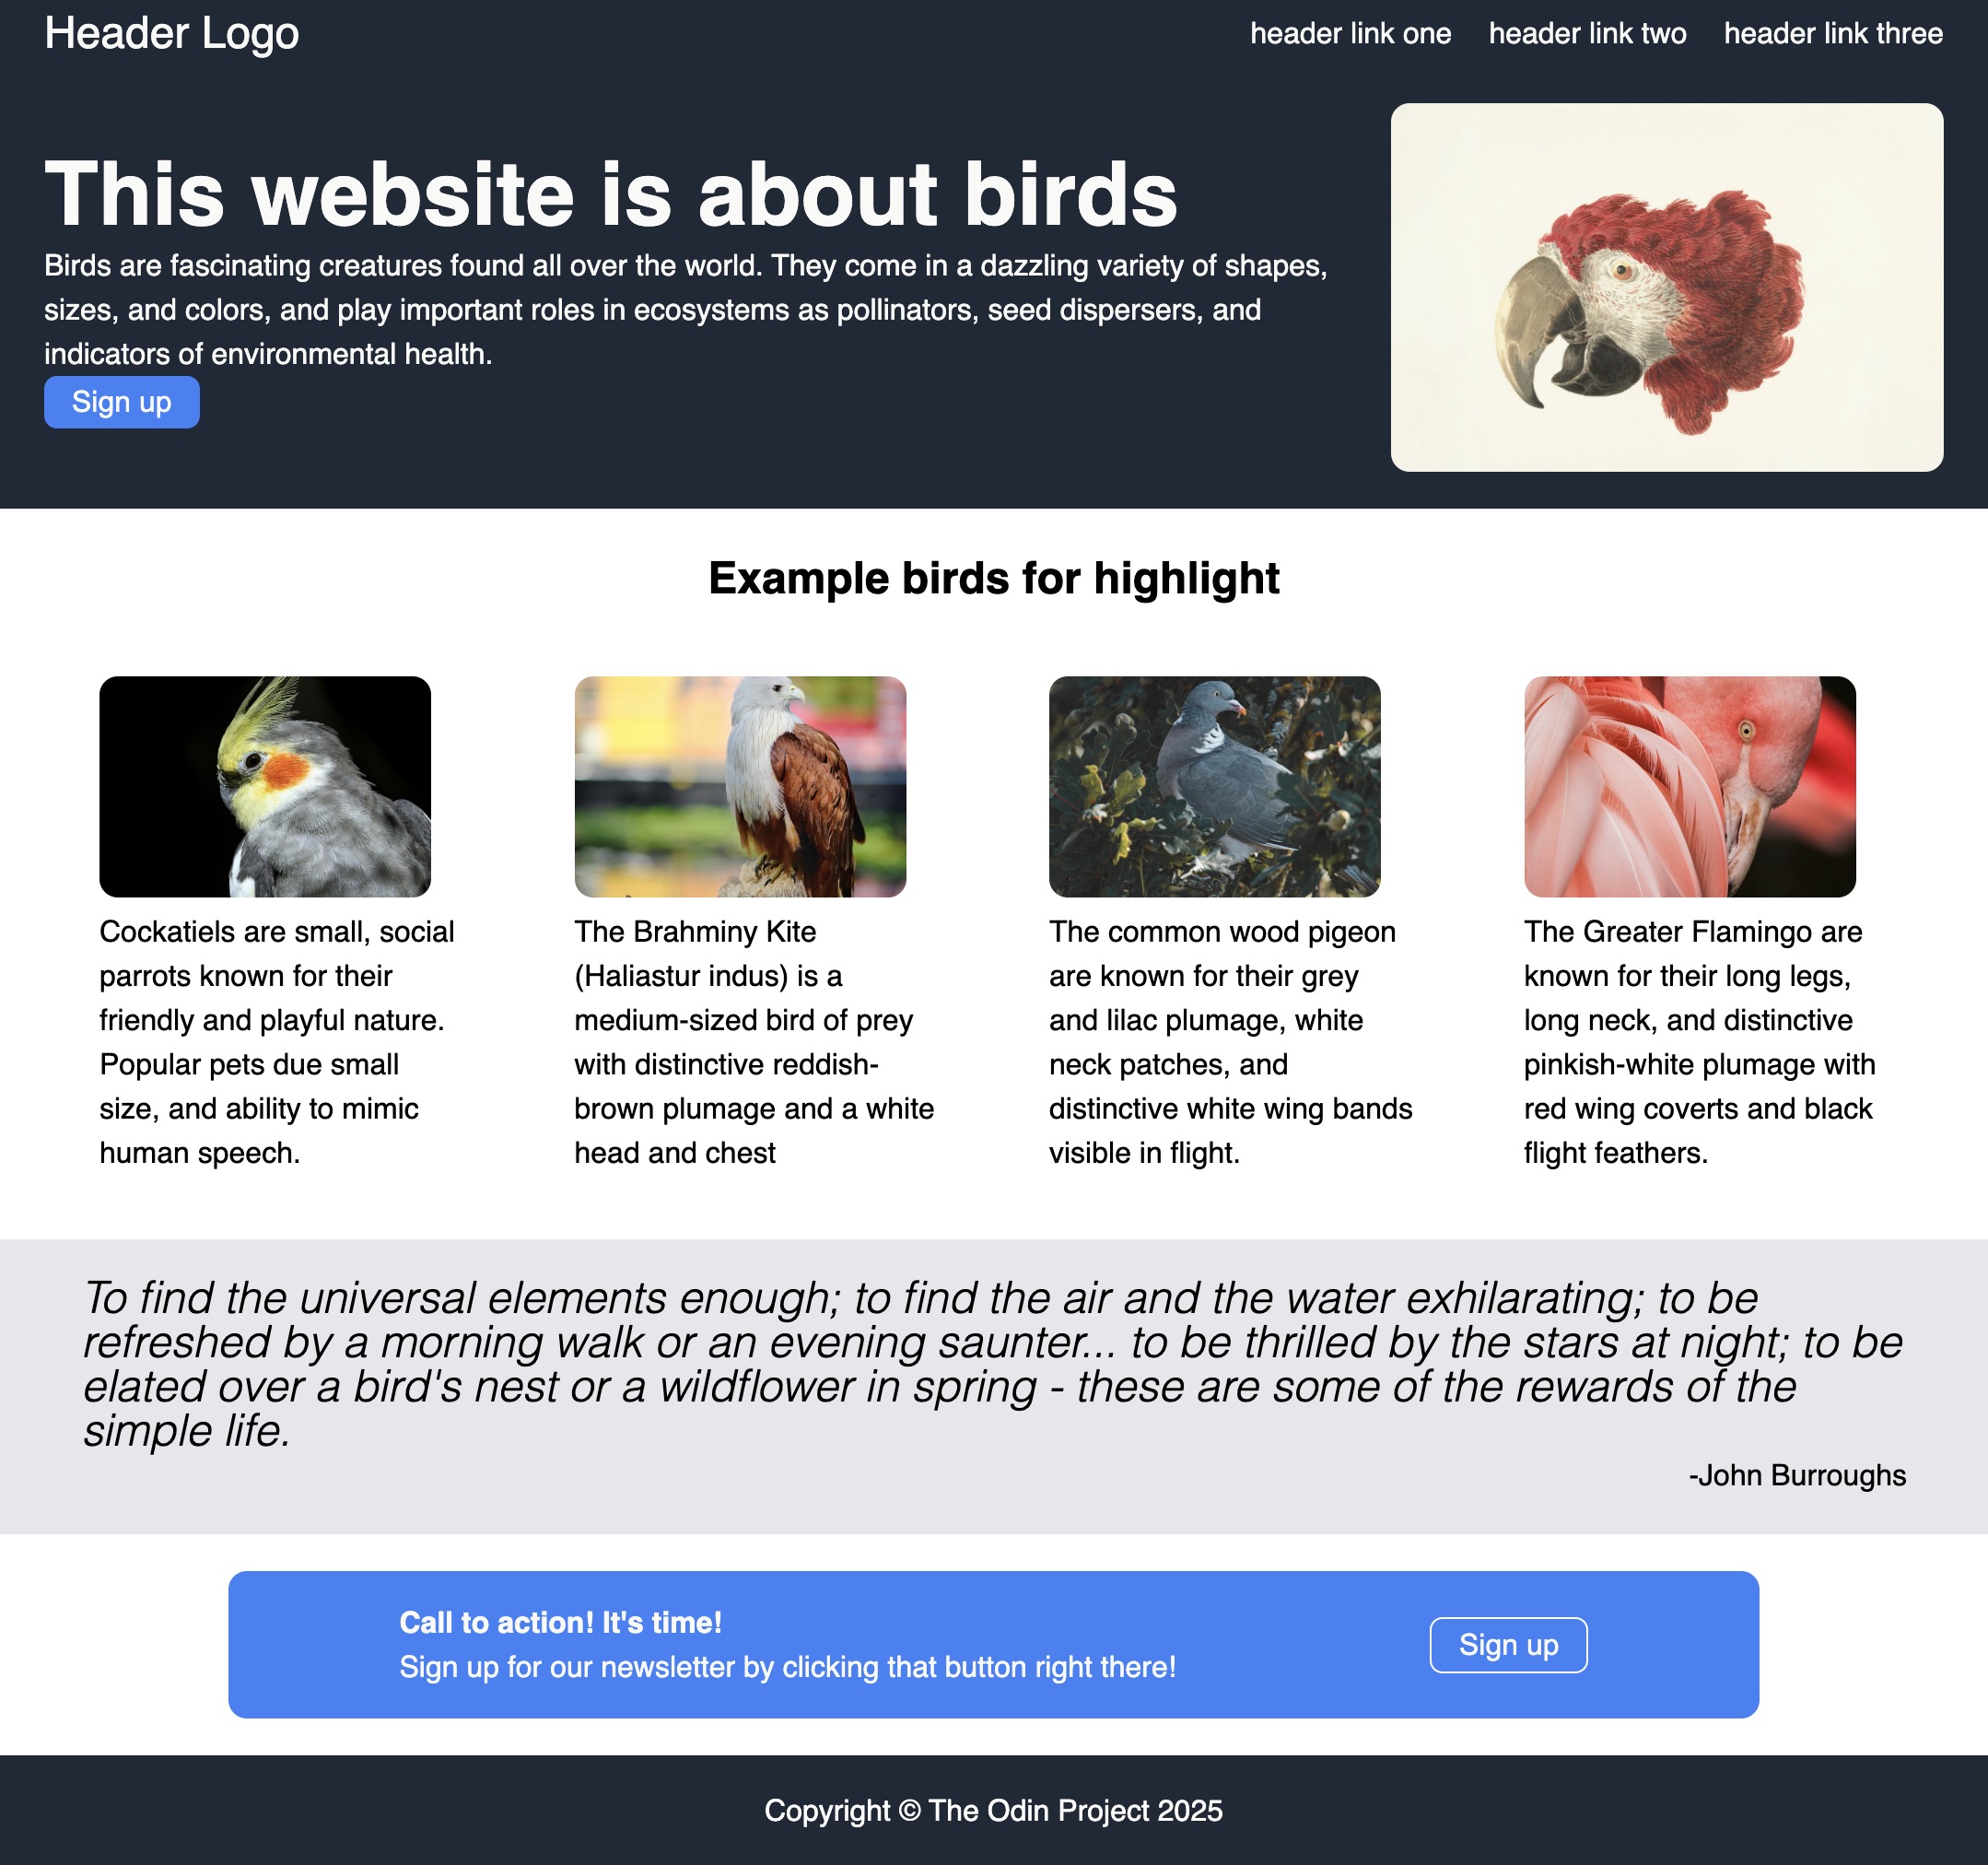 Header Logo
header link one
header link two
header link three
This website is about birds
Birds are fascinating creatures found all over the world. They come in a dazzling variety of shapes,
sizes, and colors, and play important roles in ecosystems as pollinators, seed dispersers, and
indicators of environmental health.
Sign up
Example birds for highlight
Cockatiels are small, social
parrots known for their
friendly and playful nature.
Popular pets due small
size, and ability to mimic
human speech.
The Brahminy Kite
(Haliastur indus) is a
medium-sized bird of prey
with distinctive reddish-
brown plumage and a white
head and chest
The common wood pigeon
are known for their grey
and lilac plumage, white
neck patches, and
distinctive white wing bands
visible in flight.
The Greater Flamingo are
known for their long legs,
long neck, and distinctive
pinkish-white plumage with
red wing coverts and black
flight feathers.
To find the universal elements enough; to find the air and the water exhilarating; to be
refreshed by a morning walk or an evening saunter... to be thrilled by the stars at night; to be
elated over a bird's nest or a wildflower in spring - these are some of the rewards of the
simple life.
-John Burroughs
Call to action! It's time!
Sign up for our newsletter by clicking that button right there!
Sign up
Copyright © The Odin Project 2025